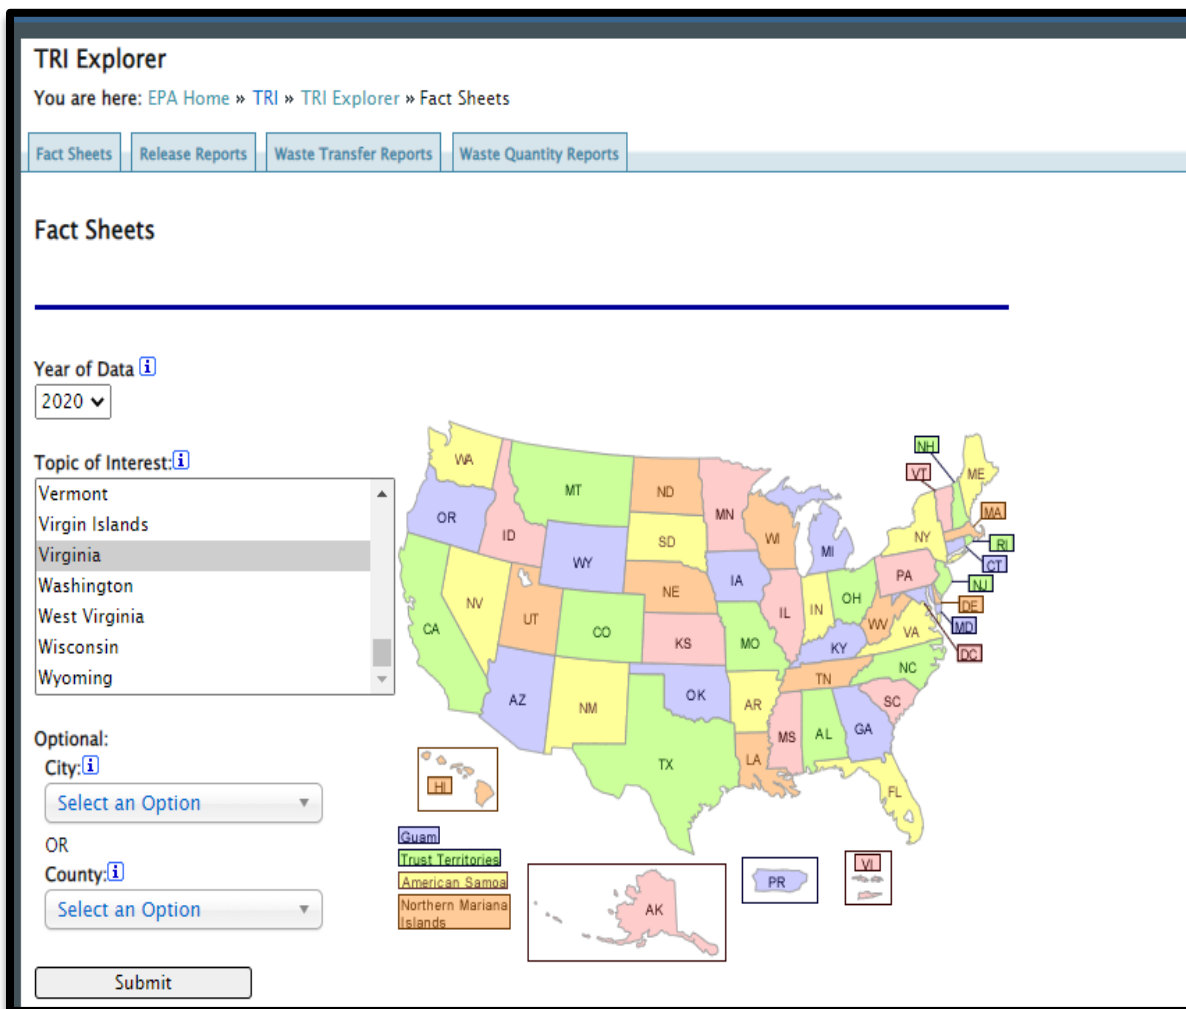 TRI Explorer
You are here: EPA Home » TRI » TRI Explorer » Fact Sheets
Fact Sheets
Release Reports
Waste Transfer Reports
Waste Quantity Reports
Fact Sheets
Year of Data i
2020
Topic of Interest: i
Vermont
Virgin Islands
Virginia
Washington
West Virginia
Wisconsin
Wyoming
Optional:
City: i
Select an Option
OR
County: i
Select an Option
Submit
WA
OR
CA
ID
NV
MT
WY
UT
AZ
CO
NM
ND
SD
NE
KS
OK
TX
MN
IA
MO
AR
LA
WI
IL
MS
MI
IN
KY
TN
AL
OH
WV
GA
FL
SC
NC
VA
PA
NY
ME
NH
VT
MA
RI
CT
NJ
DE
MD
DC
HI
Guam
Trust Territories
American Samoa
Northern Mariana
Islands
AK
PR
VI